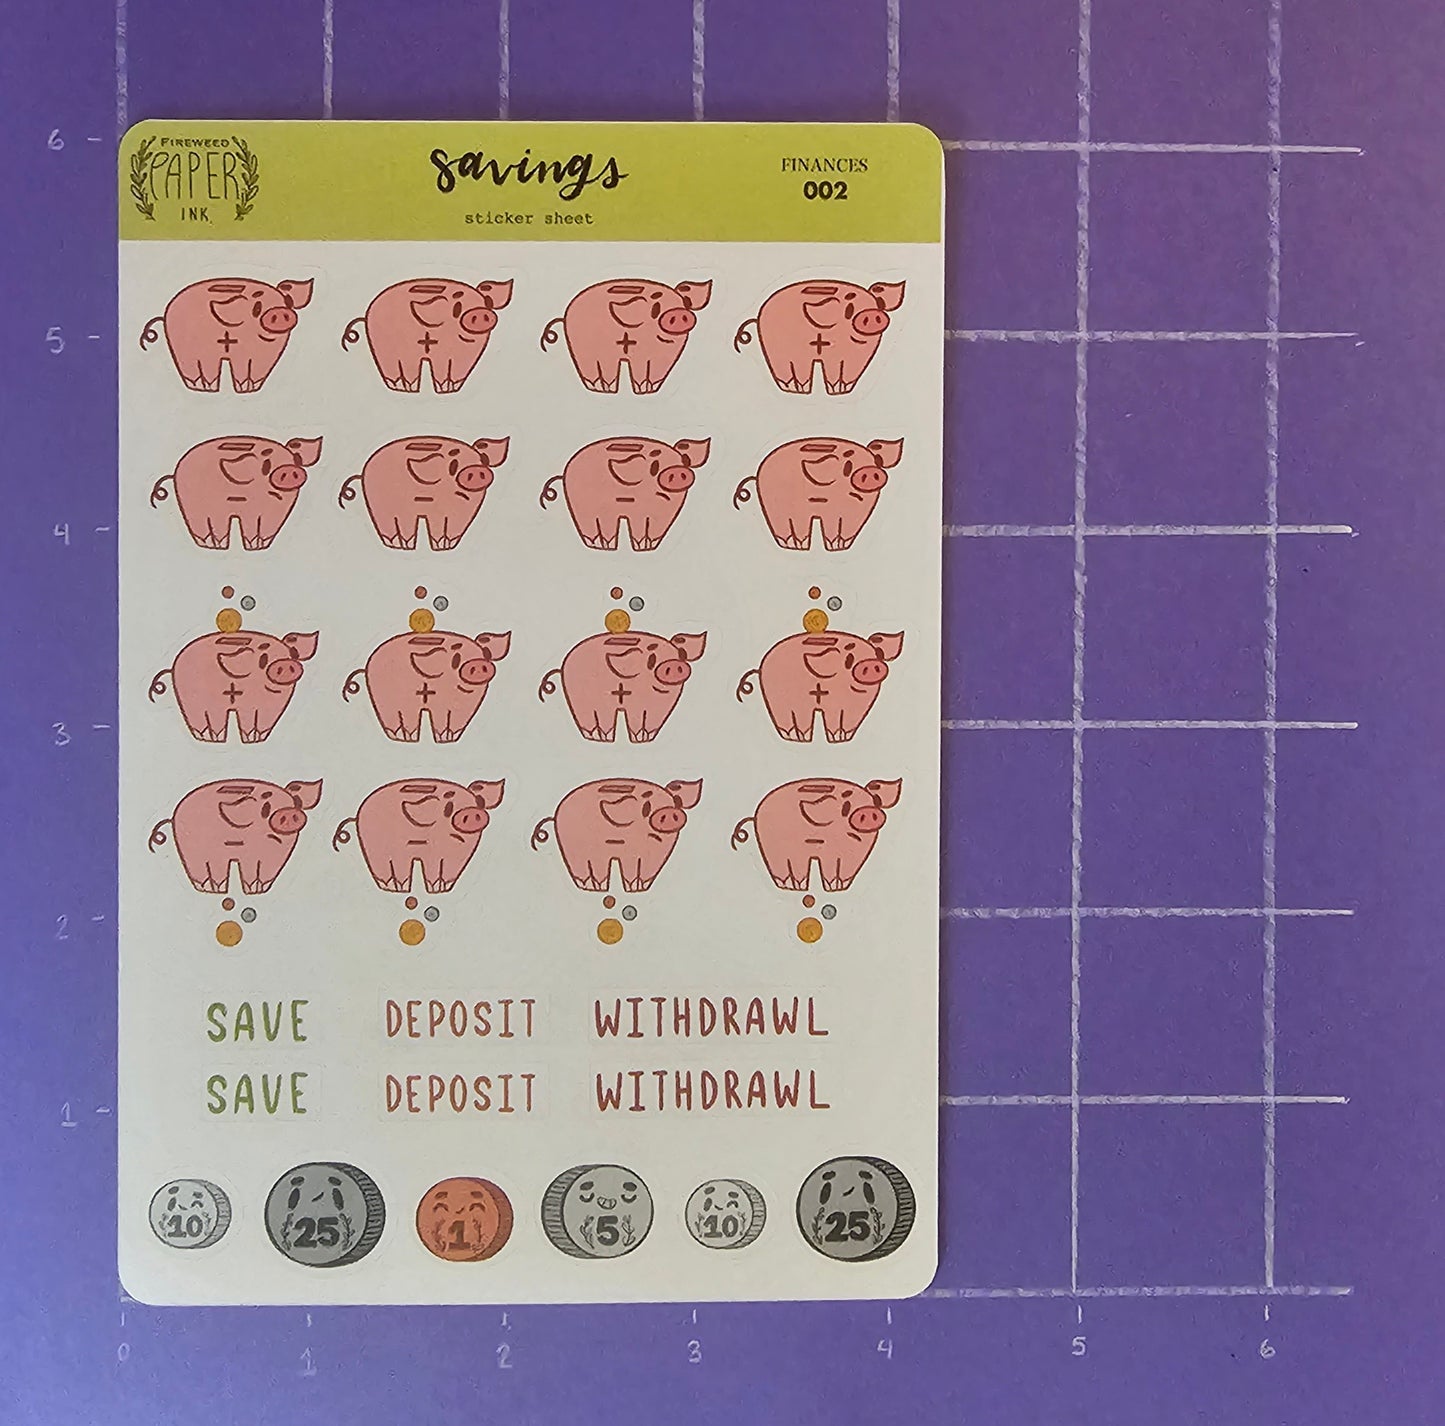 FIREWEED
PAPER
INK.
savings
sticker sheet
FINANCES
002
6
5
4
3
2
1
+ + + +
- - - -
+ + + +
- - - -
SAVE DEPOSIT WITHDRAWL
SAVE DEPOSIT WITHDRAWL
10 25 1 5 10 25
0 1 2 3 4 5 6